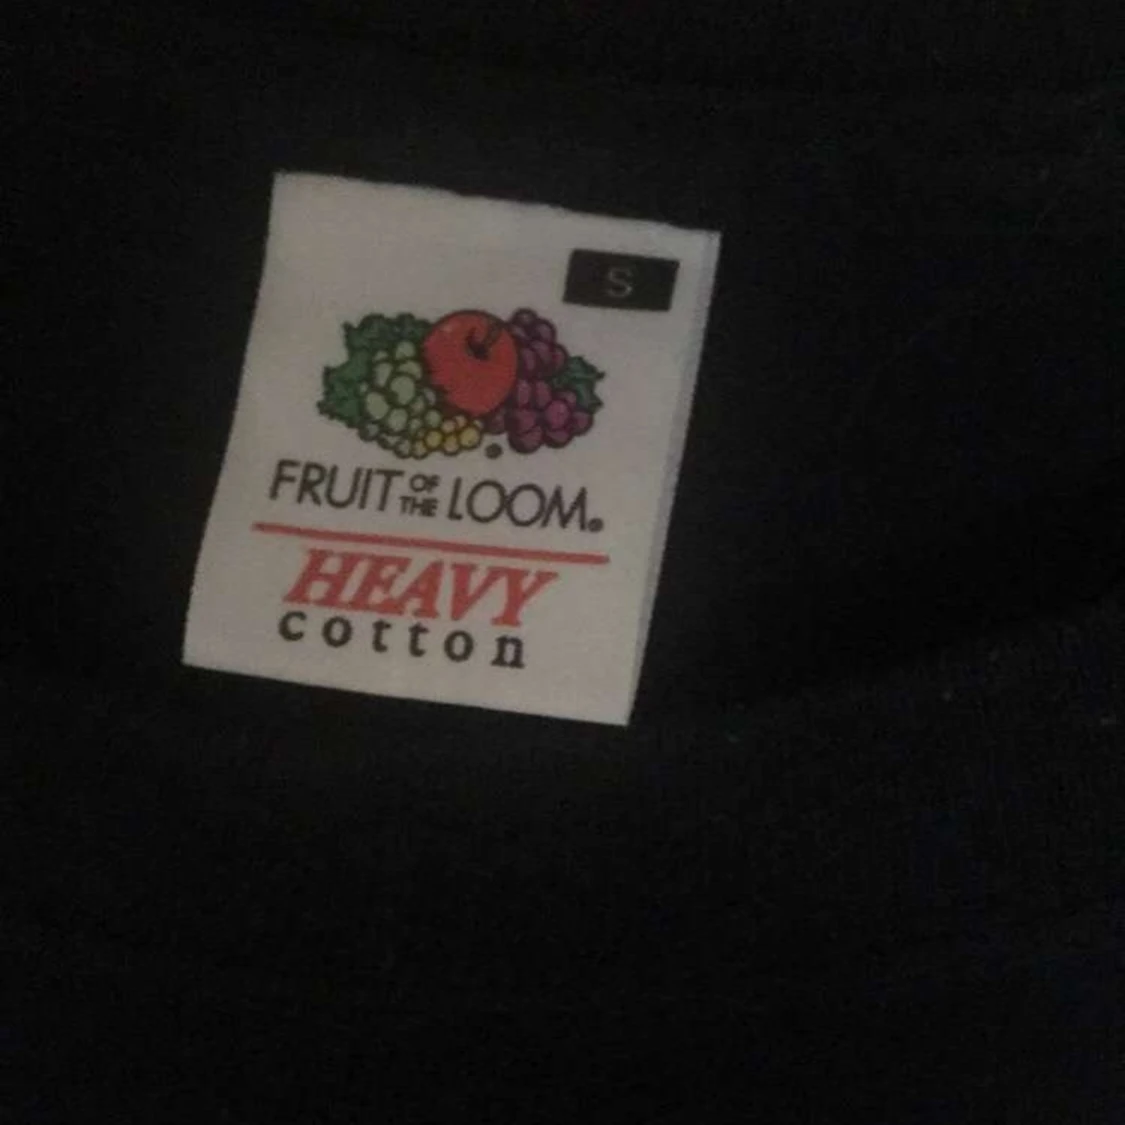 S
FRUIT OF THE LOOM®
HEAVY
cotton